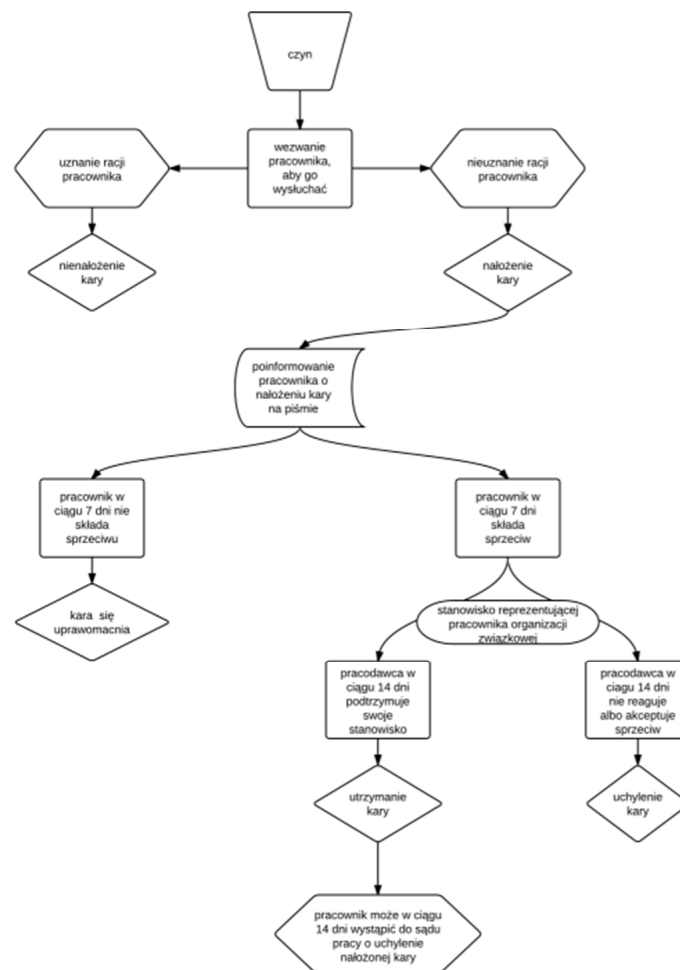 czyn
wezwanie
pracownika,
aby go
wysłuchać
uznanie racji
pracownika
nieuznanie racji
pracownika
nienałożenie
kary
nałożenie
kary
poinformowanie
pracownika o
nałożeniu kary
na piśmie
pracownik w
ciągu 7 dni nie
składa
sprzeciwu
pracownik w
ciągu 7 dni
składa
sprzeciw
kara się
uprawomacnia
stanowisko reprezentującej
pracownika organizacji
związkowej
pracodawca w
ciągu 14 dni
podtrzymuje
swoje
stanowisko
pracodawca w
ciagu 14 dni
nie reaguje
albo akceptuje
sprzeciw
utrzymanie
kary
uchylenie
kary
pracownik może w ciągu
14 dni wystąpić do sądu
pracy o uchylenie
nałożonej kary